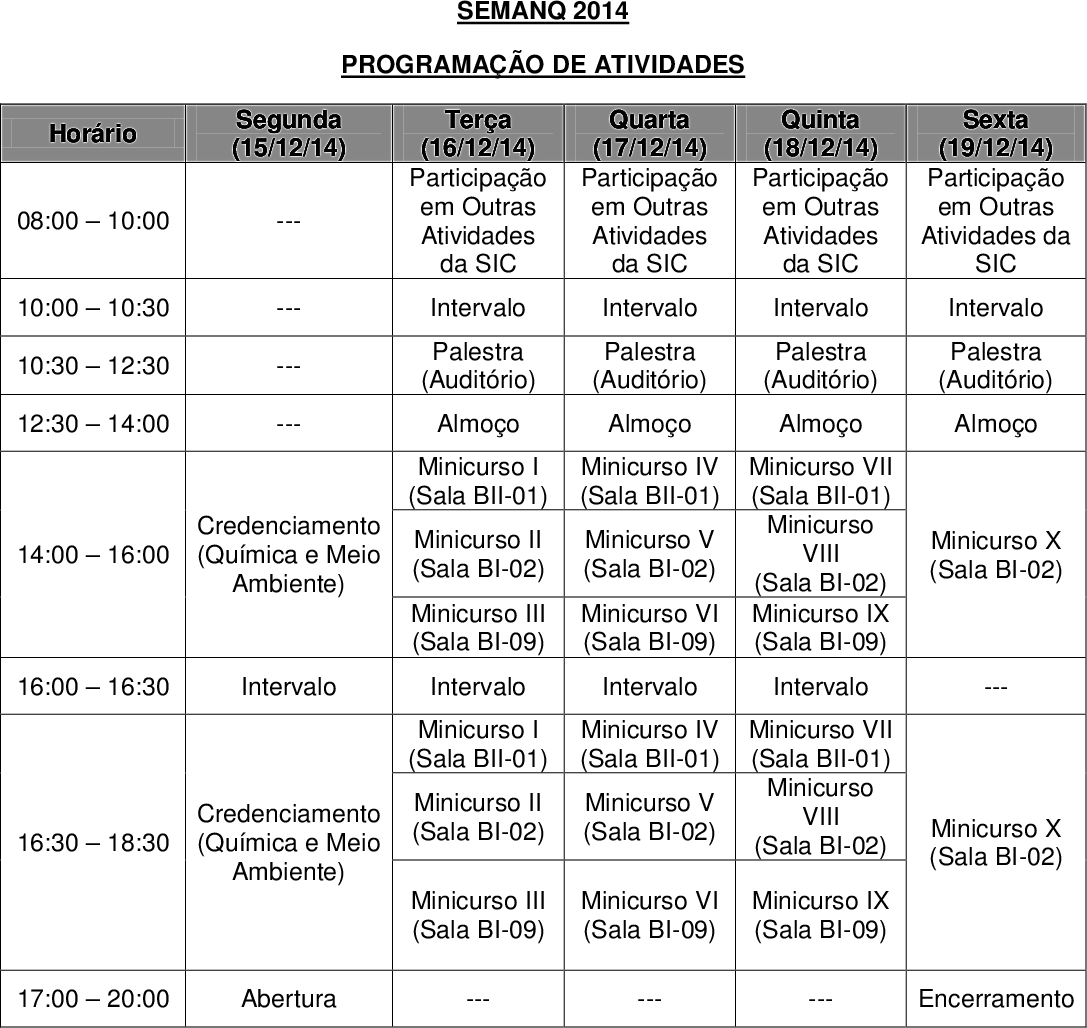 SEMANQ 2014
PROGRAMAÇÃO DE ATIVIDADES
Horário
Segunda
(15/12/14)
Terça
(16/12/14)
Quarta
(17/12/14)
Quinta
(18/12/14)
Sexta
(19/12/14)
08:00 – 10:00
---
Participação
em Outras
Atividades
da SIC
Participação
em Outras
Atividades
da SIC
Participação
em Outras
Atividades
da SIC
Participação
em Outras
Atividades da
SIC
10:00 – 10:30
---
Intervalo
Intervalo
Intervalo
Intervalo
10:30 – 12:30
---
Palestra
(Auditório)
Palestra
(Auditório)
Palestra
(Auditório)
Palestra
(Auditório)
12:30 – 14:00
---
Almoço
Almoço
Almoço
Almoço
14:00 – 16:00
Credenciamento
(Química e Meio
Ambiente)
Minicurso I
(Sala BII-01)
Minicurso IV
(Sala BII-01)
Minicurso VII
(Sala BII-01)
Minicurso X
(Sala BI-02)
Minicurso II
(Sala BI-02)
Minicurso V
(Sala BI-02)
Minicurso
VIII
(Sala BI-02)
Minicurso III
(Sala BI-09)
Minicurso VI
(Sala BI-09)
Minicurso IX
(Sala BI-09)
16:00 – 16:30
Intervalo
Intervalo
Intervalo
Intervalo
---
16:30 – 18:30
Credenciamento
(Química e Meio
Ambiente)
Minicurso I
(Sala BII-01)
Minicurso IV
(Sala BII-01)
Minicurso VII
(Sala BII-01)
Minicurso X
(Sala BI-02)
Minicurso II
(Sala BI-02)
Minicurso V
(Sala BI-02)
Minicurso
VIII
(Sala BI-02)
Minicurso III
(Sala BI-09)
Minicurso VI
(Sala BI-09)
Minicurso IX
(Sala BI-09)
17:00 – 20:00
Abertura
---
---
---
Encerramento